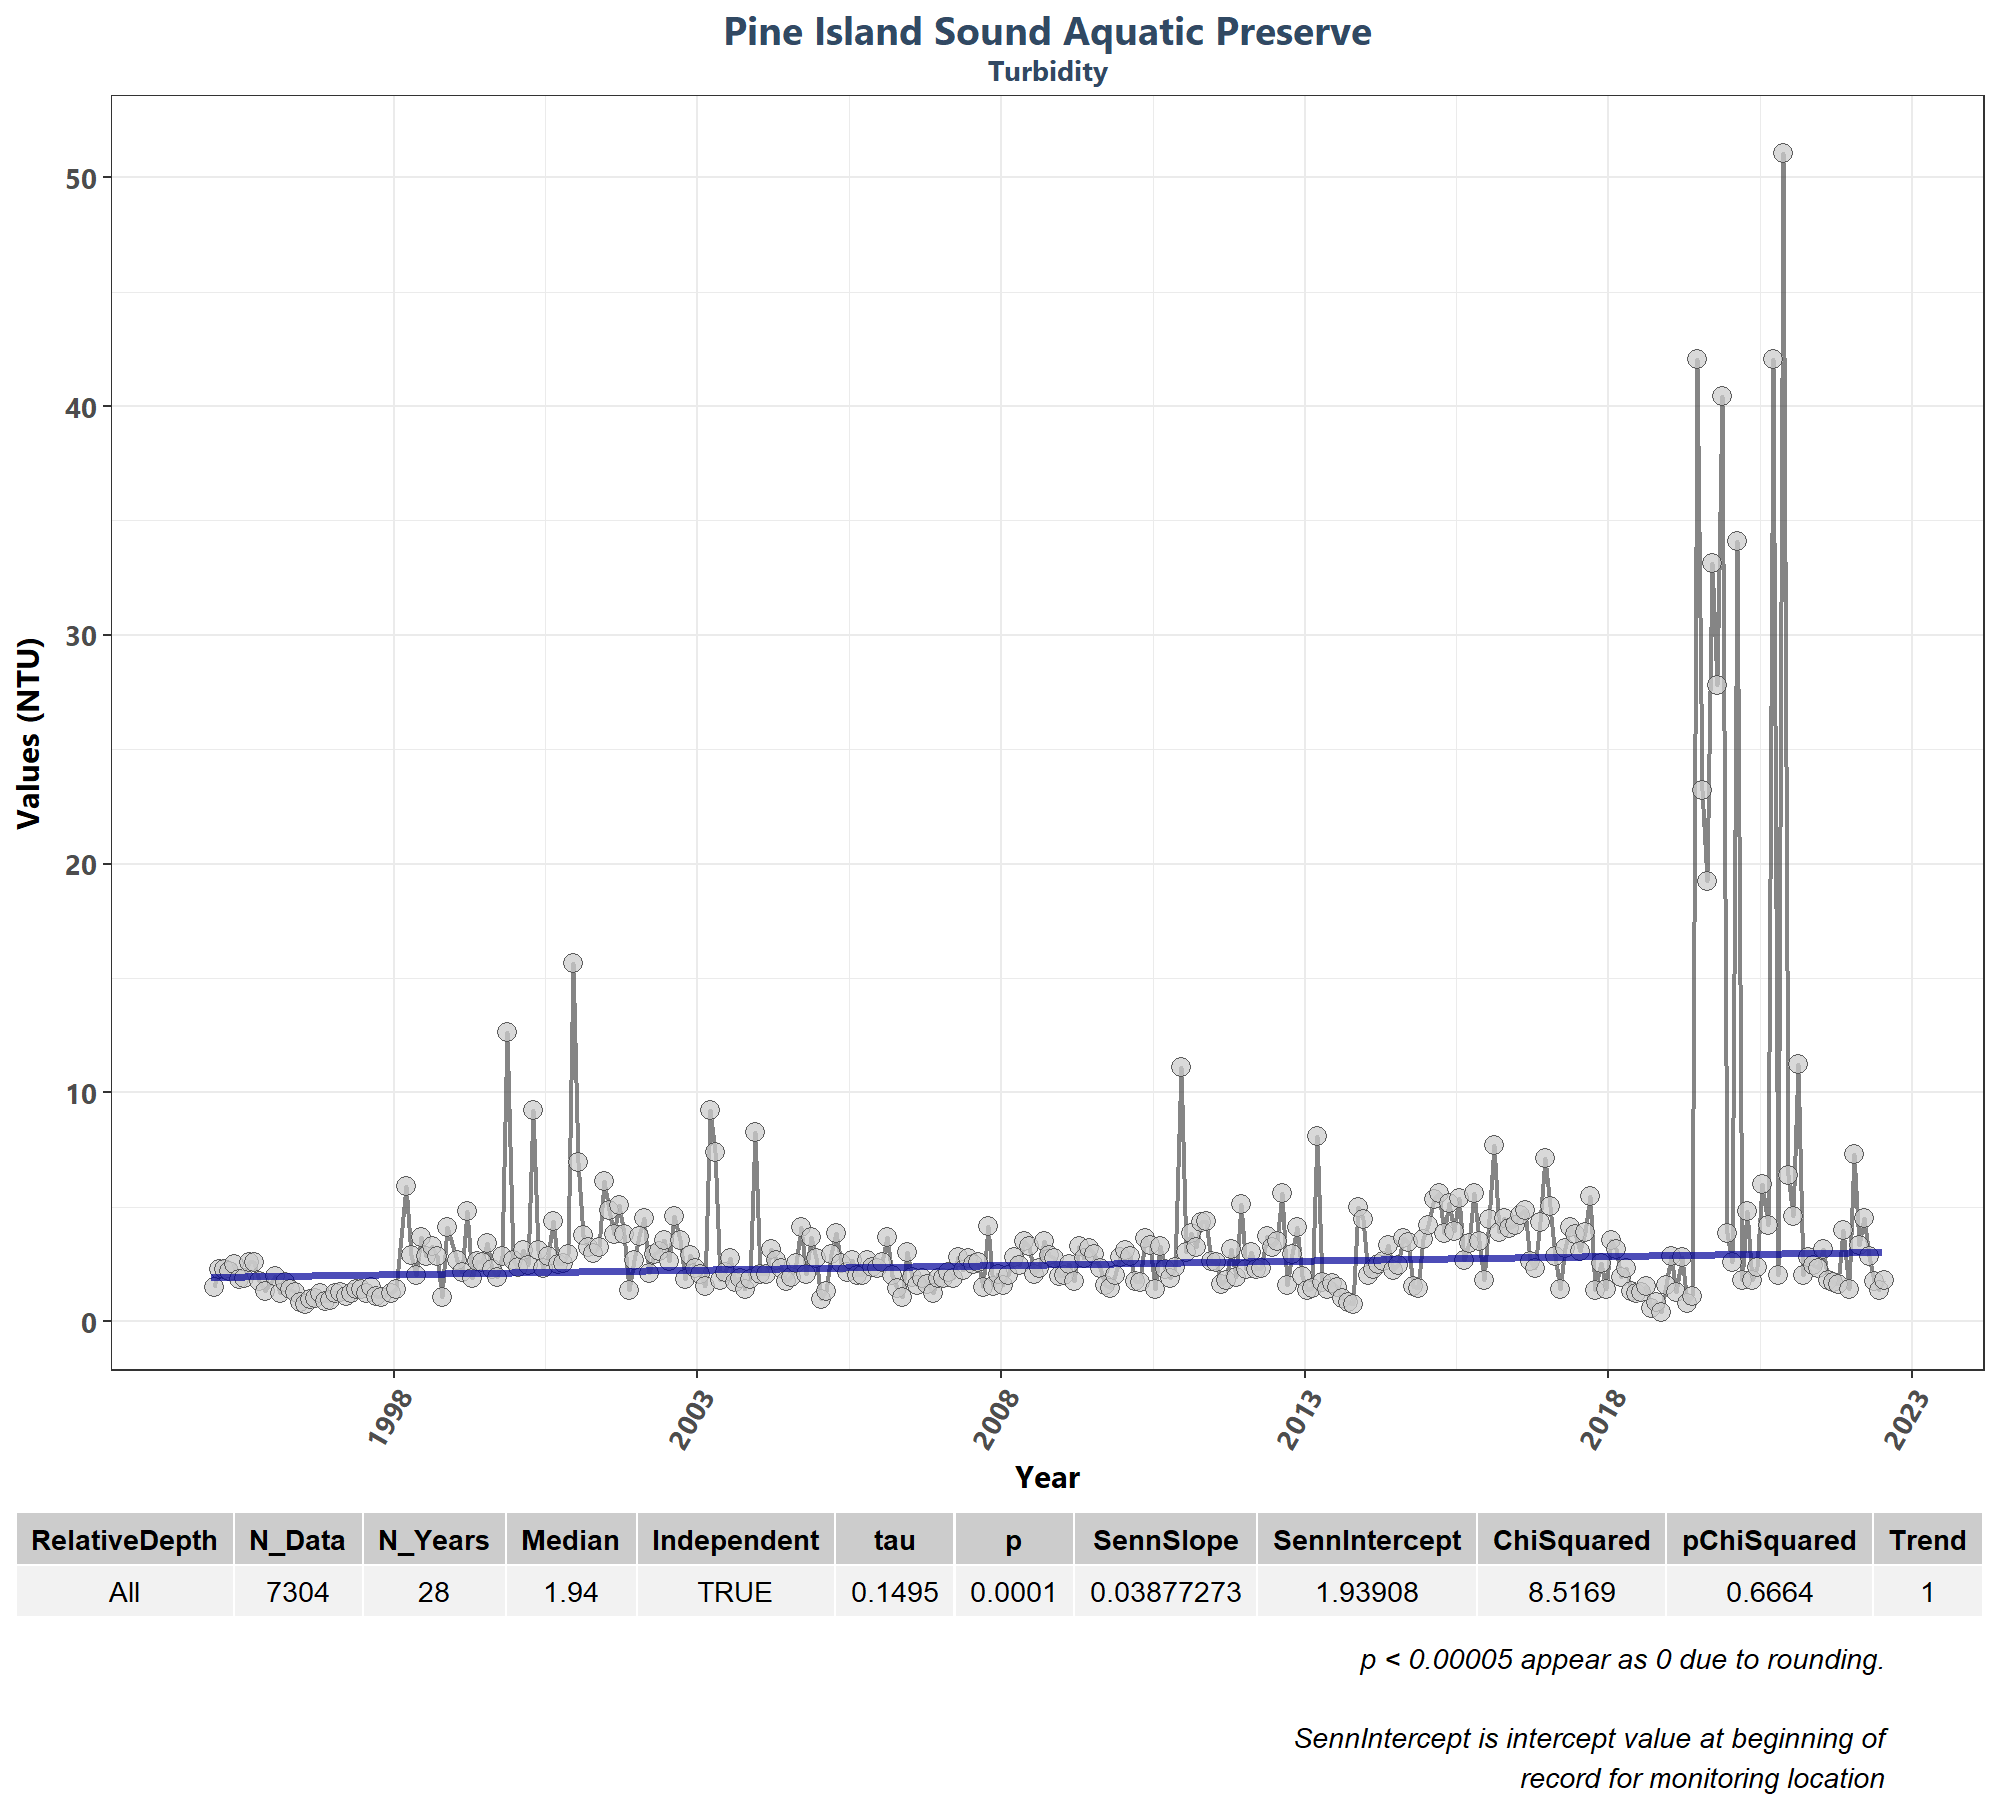 Pine Island Sound Aquatic Preserve
Turbidity
Values (NTU)
50
40
30
20
10
0
1998 2003 2008 2013 2018 2023
Year
RelativeDepth N_Data N_Years Median Independent tau p SennSlope SennIntercept ChiSquared pChiSquared Trend
All 7304 28 1.94 TRUE 0.1495 0.0001 0.03877273 1.93908 8.5169 0.6664 1
p < 0.00005 appear as 0 due to rounding.
SennIntercept is intercept value at beginning of
record for monitoring location